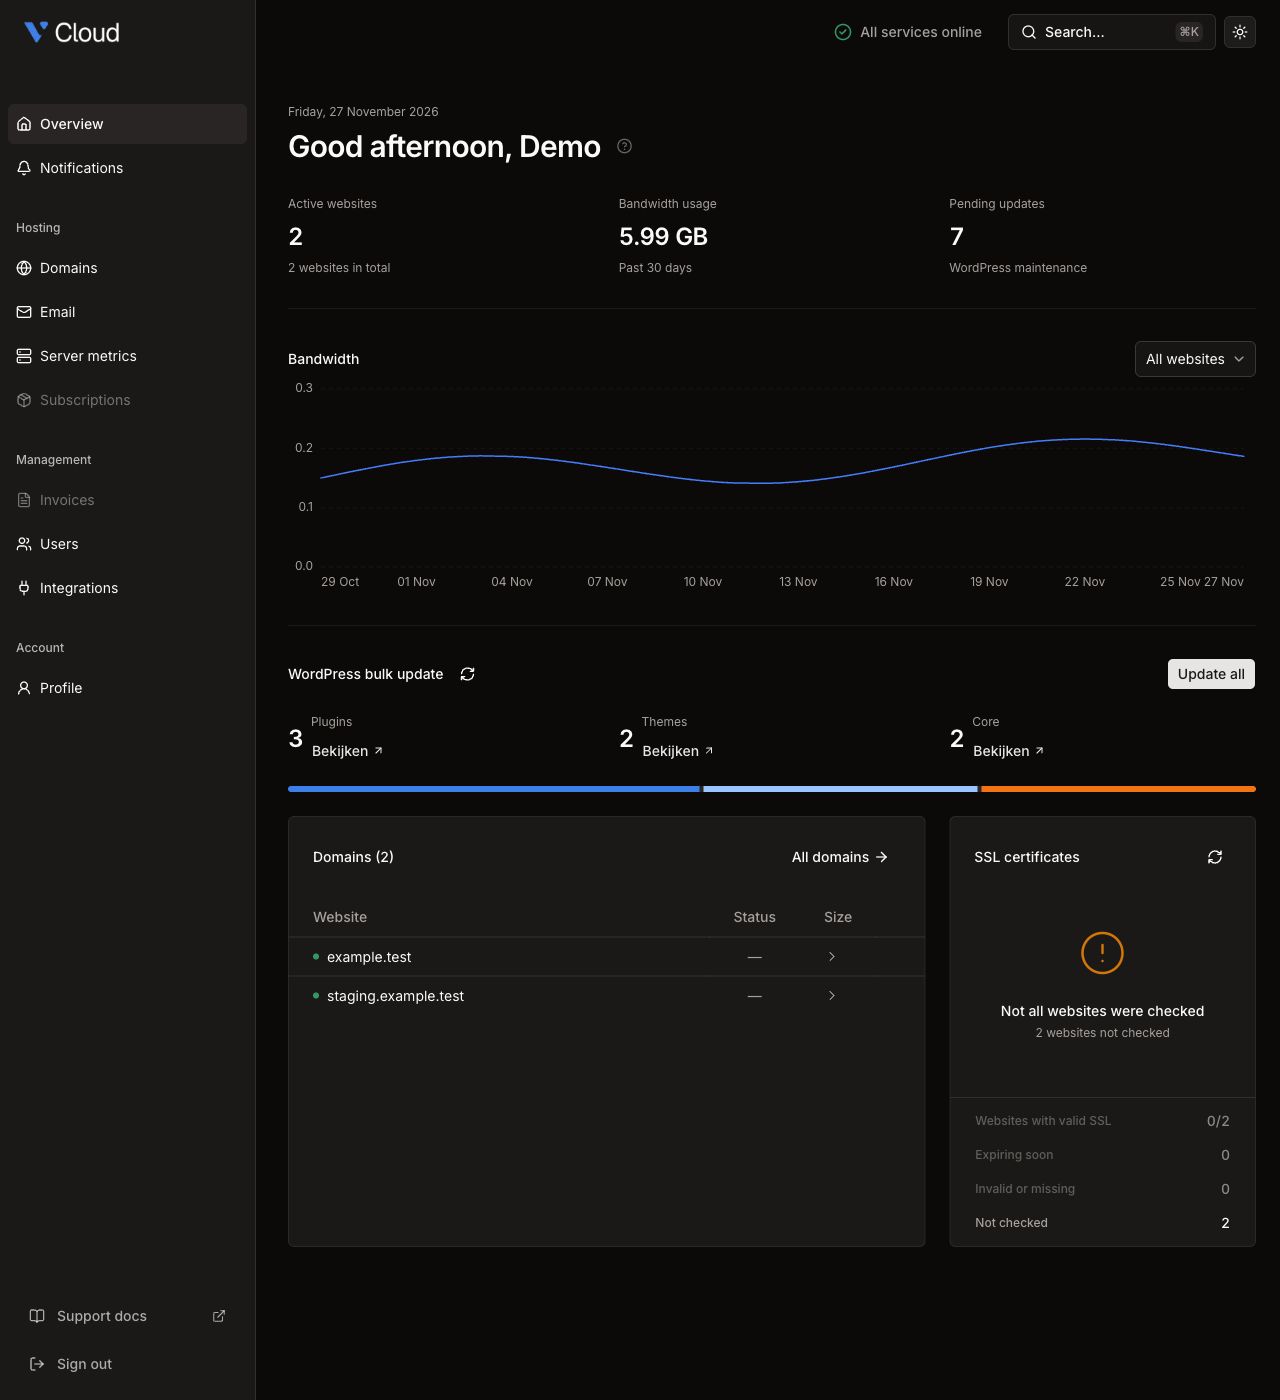 Cloud
All services online
Search...
⌘K
Overview
Notifications
Hosting
Domains
Email
Server metrics
Subscriptions
Management
Invoices
Users
Integrations
Account
Profile
Support docs
Sign out
Friday, 27 November 2026
Good afternoon, Demo
Active websites
2
2 websites in total
Bandwidth usage
5.99 GB
Past 30 days
Pending updates
7
WordPress maintenance
Bandwidth
All websites
0.3
0.2
0.1
0.0
29 Oct 01 Nov 04 Nov 07 Nov 10 Nov 13 Nov 16 Nov 19 Nov 22 Nov 25 Nov 27 Nov
WordPress bulk update
Update all
3
Plugins
Bekijken
2
Themes
Bekijken
2
Core
Bekijken
Domains (2)
All domains
Website Status Size
example.test —
staging.example.test —
SSL certificates
Not all websites were checked
2 websites not checked
Websites with valid SSL 0/2
Expiring soon 0
Invalid or missing 0
Not checked 2